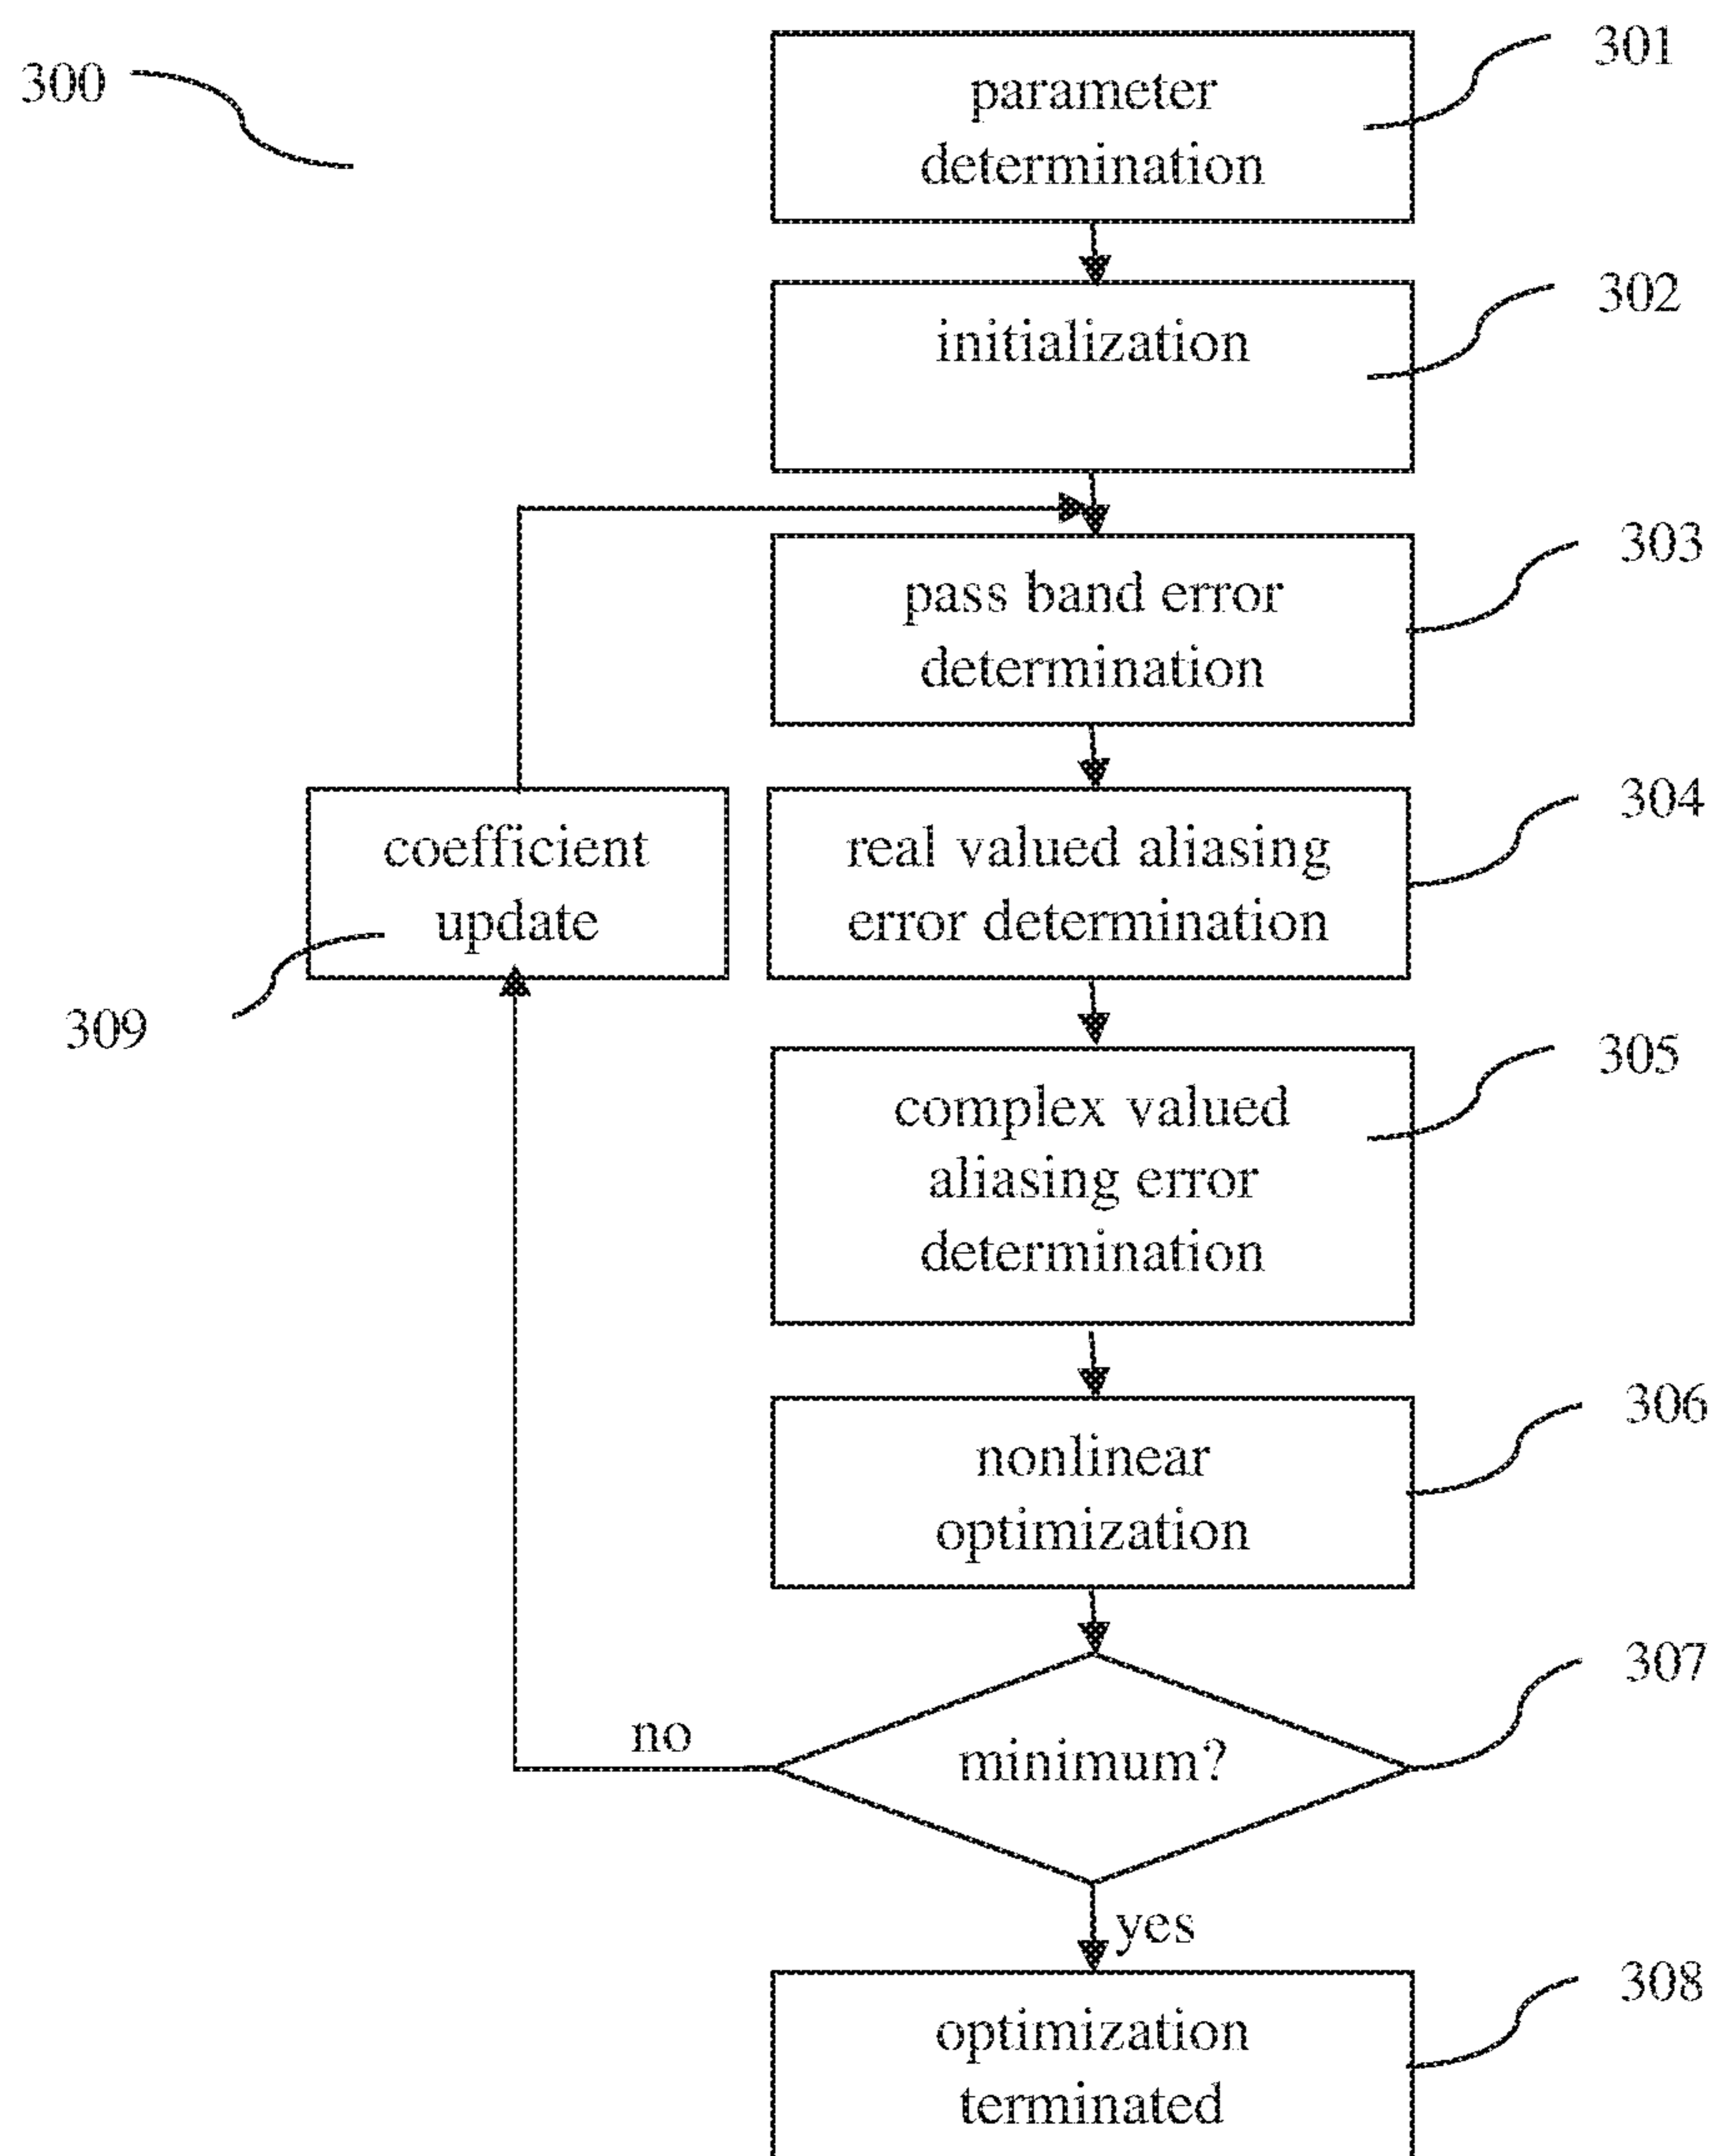 300
301
parameter
determination
302
initialization
303
pass band error
determination
304
real valued aliasing
error determination
coefficient
update
309
305
complex valued
aliasing error
determination
306
nonlinear
optimization
307
minimum?
no
yes
308
optimization
terminated